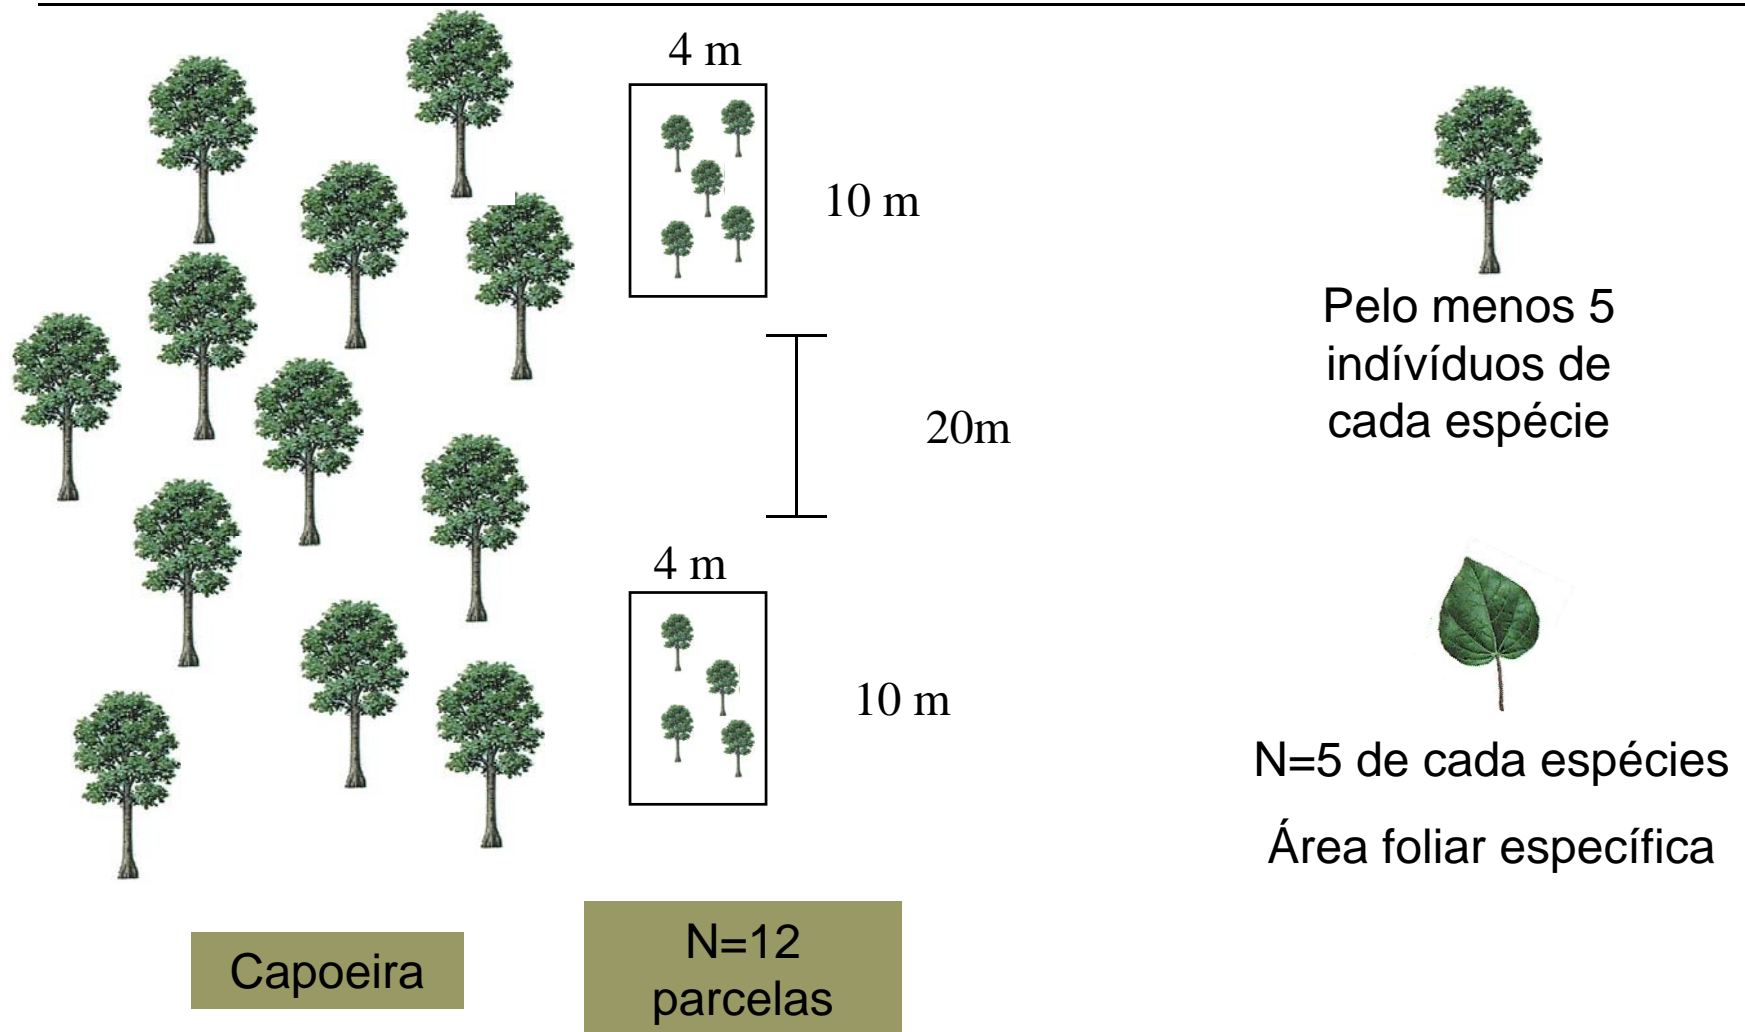 4 m
10 m
20m
4 m
10 m
Capoeira
N=12
parcelas
Pelo menos 5
indívíduos de
cada espécie
N=5 de cada espécies
Área foliar específica